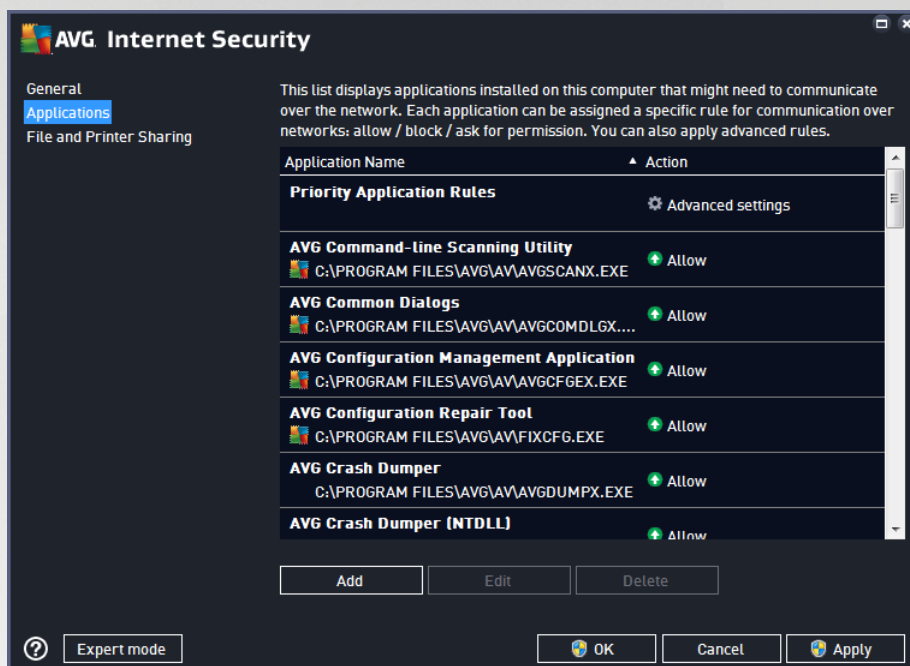 AVG Internet Security
General
Applications
File and Printer Sharing
This list displays applications installed on this computer that might need to communicate
over the network. Each application can be assigned a specific rule for communication over
networks: allow / block / ask for permission. You can also apply advanced rules.
Application Name Action
Priority Application Rules
Advanced settings
AVG Command-line Scanning Utility
C:\PROGRAM FILES\AVG\AV\AVGSCANX.EXE
Allow
AVG Common Dialogs
C:\PROGRAM FILES\AVG\AV\AVGCOMDLGX....
Allow
AVG Configuration Management Application
C:\PROGRAM FILES\AVG\AV\AVGCFGEX.EXE
Allow
AVG Configuration Repair Tool
C:\PROGRAM FILES\AVG\AV\FIXCFG.EXE
Allow
AVG Crash Dumper
C:\PROGRAM FILES\AVG\AV\AVGDUMPX.EXE
Allow
AVG Crash Dumper (NTDLL)
Allow
Add Edit Delete
? Expert mode OK Cancel Apply